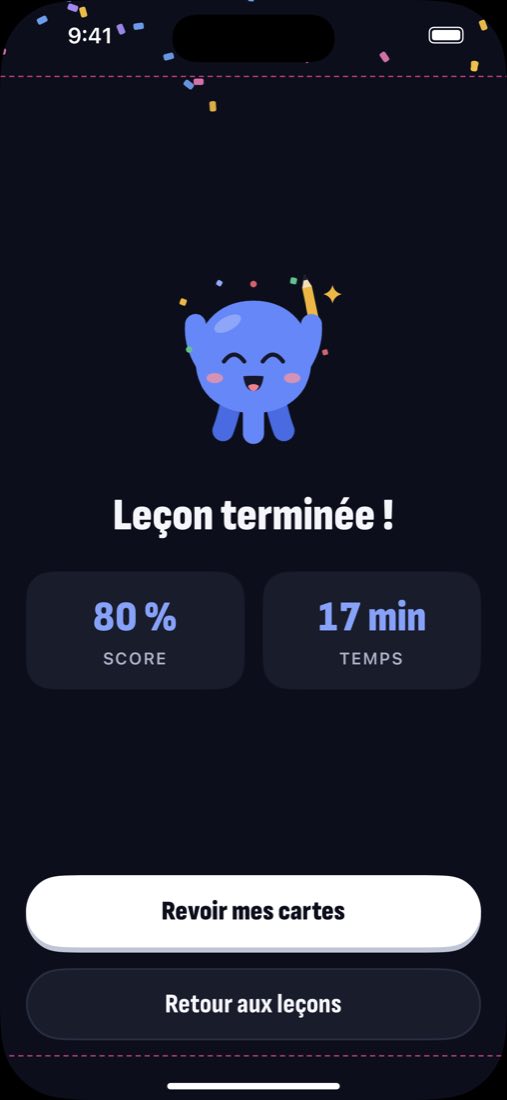 9:41
Leçon terminée !
80 %
SCORE
17 min
TEMPS
Revoir mes cartes
Retour aux leçons